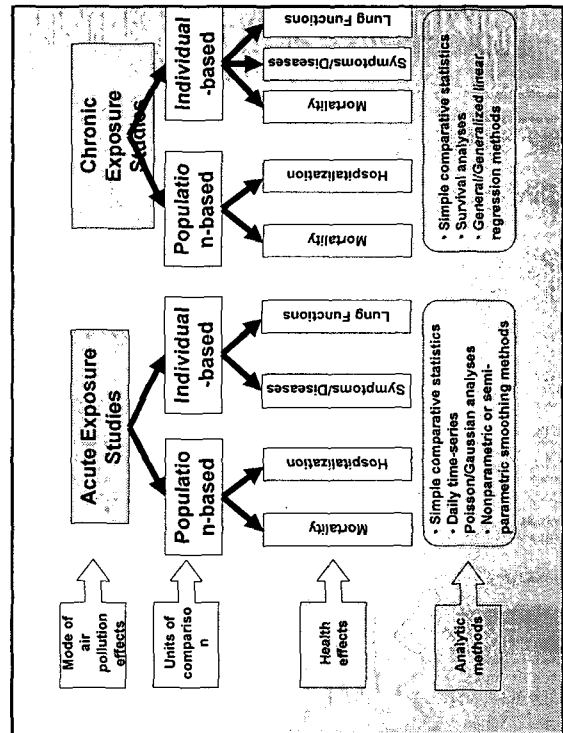 Mode of
air
pollution
effects
Acute Exposure
Studies
Chronic
Exposure
Studies
Units of
compariso
n
Populatio
n-based
Individual
-based
Populatio
n-based
Individual
-based
Health
effects
Mortality
Hospitalization
Symptoms/Diseases
Lung Functions
Mortality
Hospitalization
Mortality
Symptoms/Diseases
Lung Functions
Analytic
methods
• Simple comparative statistics
• Daily time-series
Poisson/Gaussian analyses
• Nonparametric or semi-
parametric smoothing methods
• Simple comparative statistics
• Survival analyses
• General/Generalized linear
regression methods